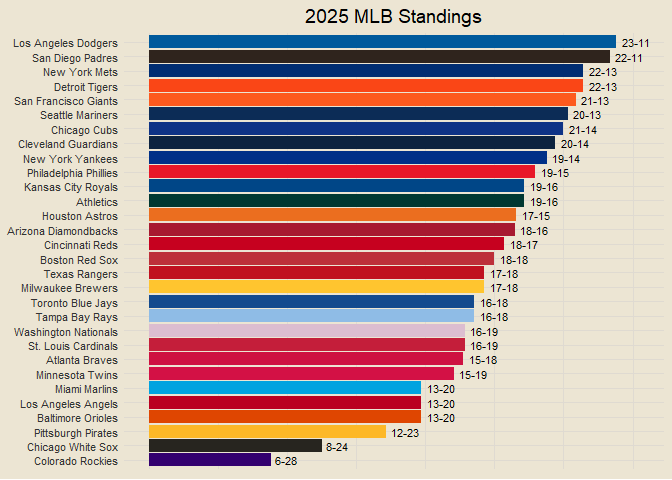 2025 MLB Standings
Los Angeles Dodgers 23-11
San Diego Padres 22-11
New York Mets 22-13
Detroit Tigers 22-13
San Francisco Giants 21-13
Seattle Mariners 20-13
Chicago Cubs 21-14
Cleveland Guardians 20-14
New York Yankees 19-14
Philadelphia Phillies 19-15
Kansas City Royals 19-16
Athletics 19-16
Houston Astros 17-15
Arizona Diamondbacks 18-16
Cincinnati Reds 18-17
Boston Red Sox 18-18
Texas Rangers 17-18
Milwaukee Brewers 17-18
Toronto Blue Jays 16-18
Tampa Bay Rays 16-18
Washington Nationals 16-19
St. Louis Cardinals 16-19
Atlanta Braves 15-18
Minnesota Twins 15-19
Miami Marlins 13-20
Los Angeles Angels 13-20
Baltimore Orioles 13-20
Pittsburgh Pirates 12-23
Chicago White Sox 8-24
Colorado Rockies 6-28